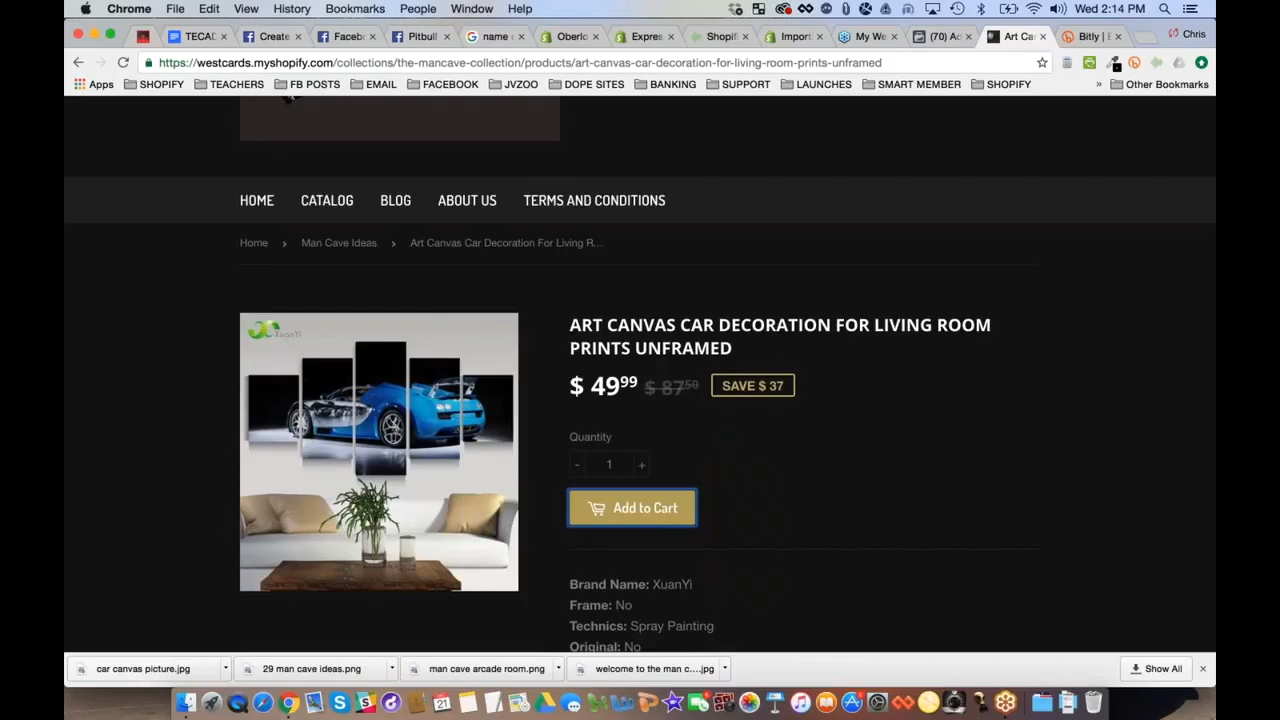 Chrome File Edit View History Bookmarks People Window Help Wed 2:14 PM
TECAD Create Faceb Pitbull name Oberlo Expres Shopifi Import My We (70) Ad Art Ca Bitly | Chris
https://westcards.myshopify.com/collections/the-mancave-collection/products/art-canvas-car-decoration-for-living-room-prints-unframed
Apps SHOPIFY TEACHERS FB POSTS EMAIL FACEBOOK JVZOO DOPE SITES BANKING SUPPORT LAUNCHES SMART MEMBER SHOPIFY » Other Bookmarks
HOME CATALOG BLOG ABOUT US TERMS AND CONDITIONS
Home › Man Cave Ideas › Art Canvas Car Decoration For Living R...
XuanYi
ART CANVAS CAR DECORATION FOR LIVING ROOM
PRINTS UNFRAMED
$ 49.99 $ 87.50 SAVE $ 37
Quantity
- 1 +
Add to Cart
Brand Name: XuanYi
Frame: No
Technics: Spray Painting
Original: No
car canvas picture.jpg 29 man cave ideas.png man cave arcade room.png welcome to the man c....jpg Show All
21